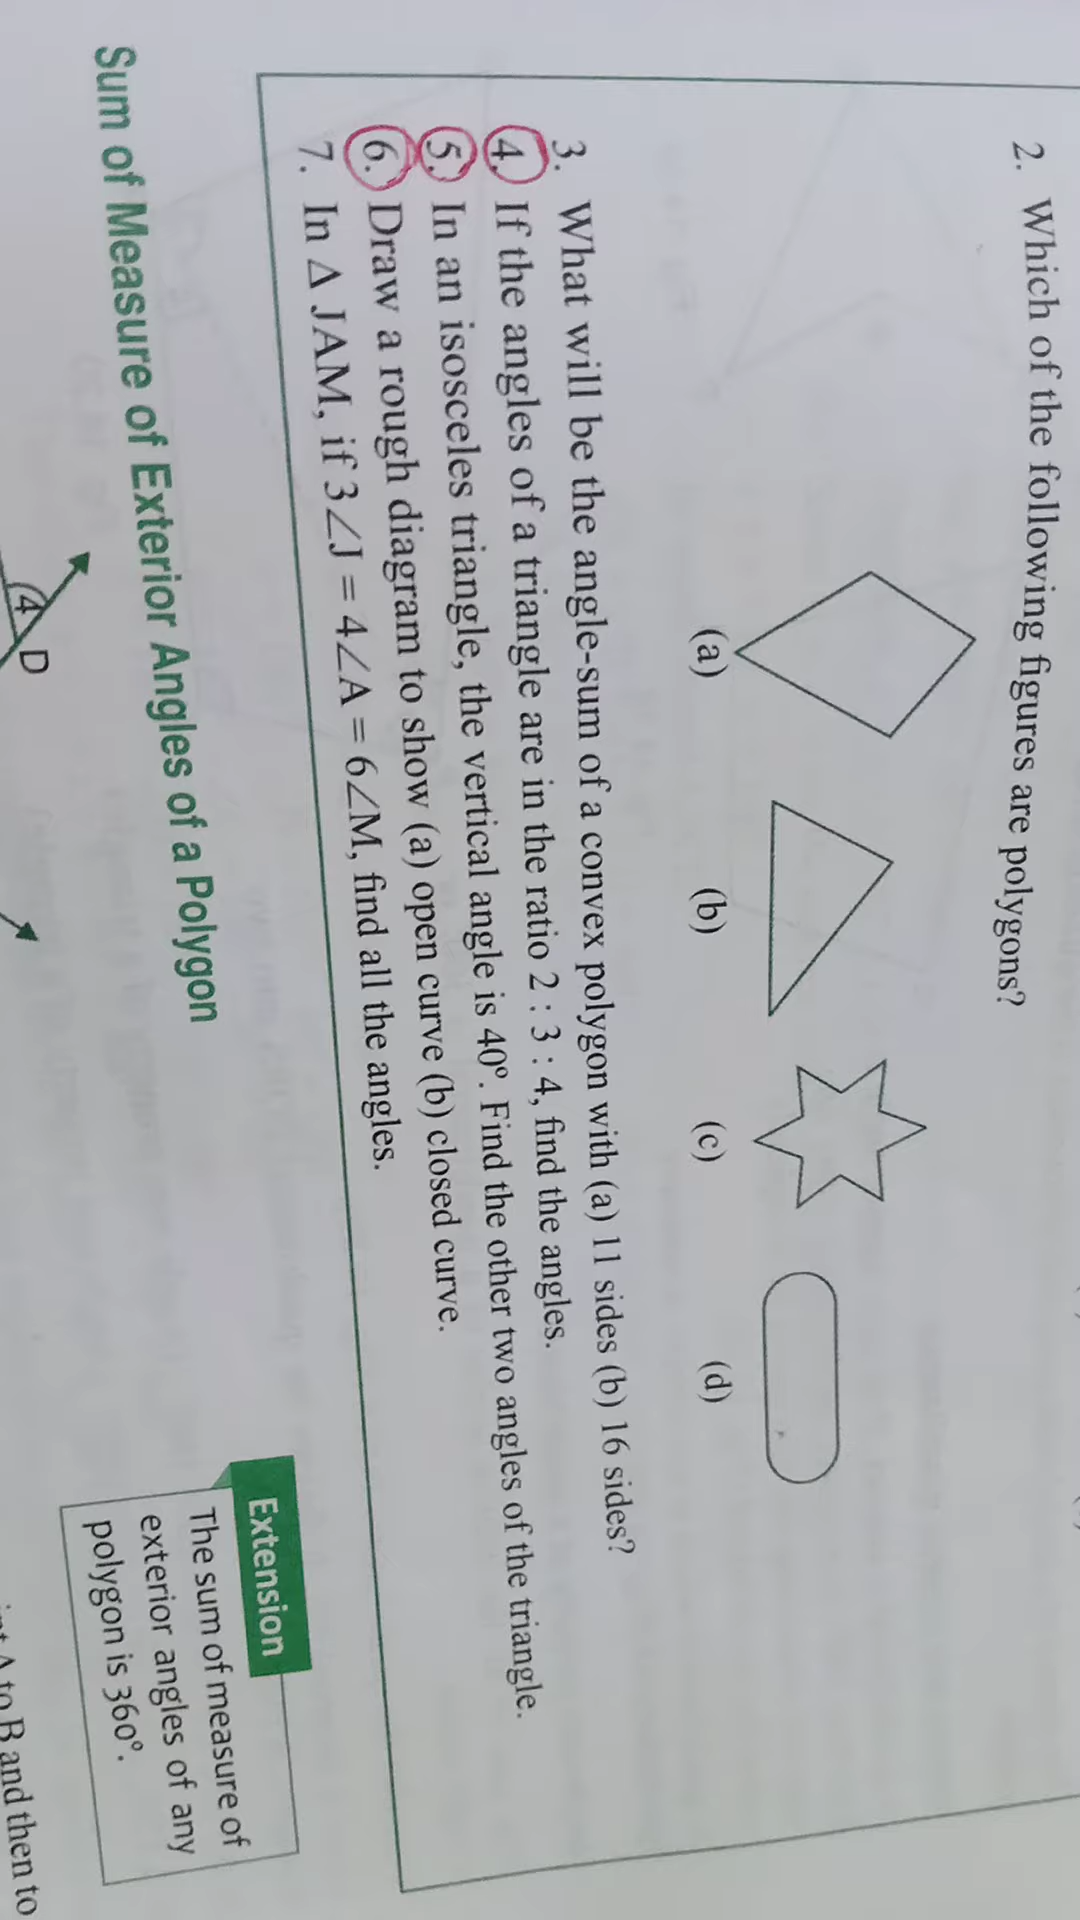 2. Which of the following figures are polygons?
(a) (b) (c) (d)
3. What will be the angle-sum of a convex polygon with (a) 11 sides (b) 16 sides?
4. If the angles of a triangle are in the ratio 2 : 3 : 4, find the angles.
5. In an isosceles triangle, the vertical angle is 40°. Find the other two angles of the triangle.
6. Draw a rough diagram to show (a) open curve (b) closed curve.
7. In Δ JAM, if 3∠J = 4∠A = 6∠M, find all the angles.
Sum of Measure of Exterior Angles of a Polygon
Extension
The sum of measure of
exterior angles of any
polygon is 360°.
4 D
A to B and then to